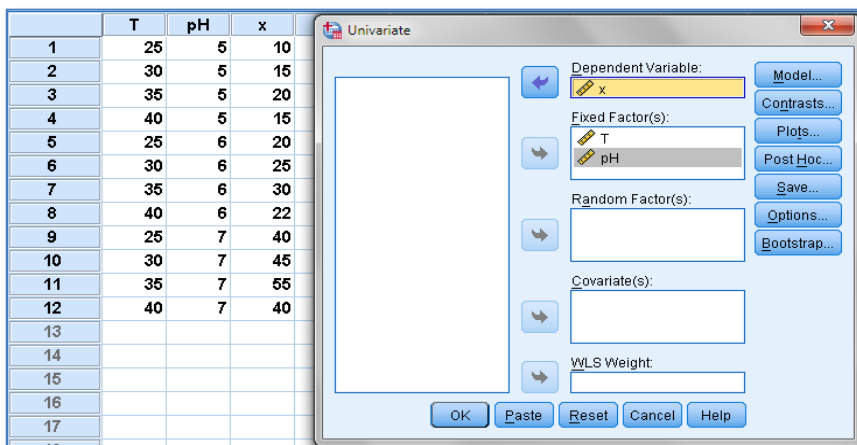 T pH x
1 25 5 10
2 30 5 15
3 35 5 20
4 40 5 15
5 25 6 20
6 30 6 25
7 35 6 30
8 40 6 22
9 25 7 40
10 30 7 45
11 35 7 55
12 40 7 40
13
14
15
16
17
Univariate
Dependent Variable:
x
Fixed Factor(s):
T
pH
Random Factor(s):
Covariate(s):
WLS Weight:
Model...
Contrasts...
Plots...
Post Hoc...
Save...
Options...
Bootstrap...
OK Paste Reset Cancel Help